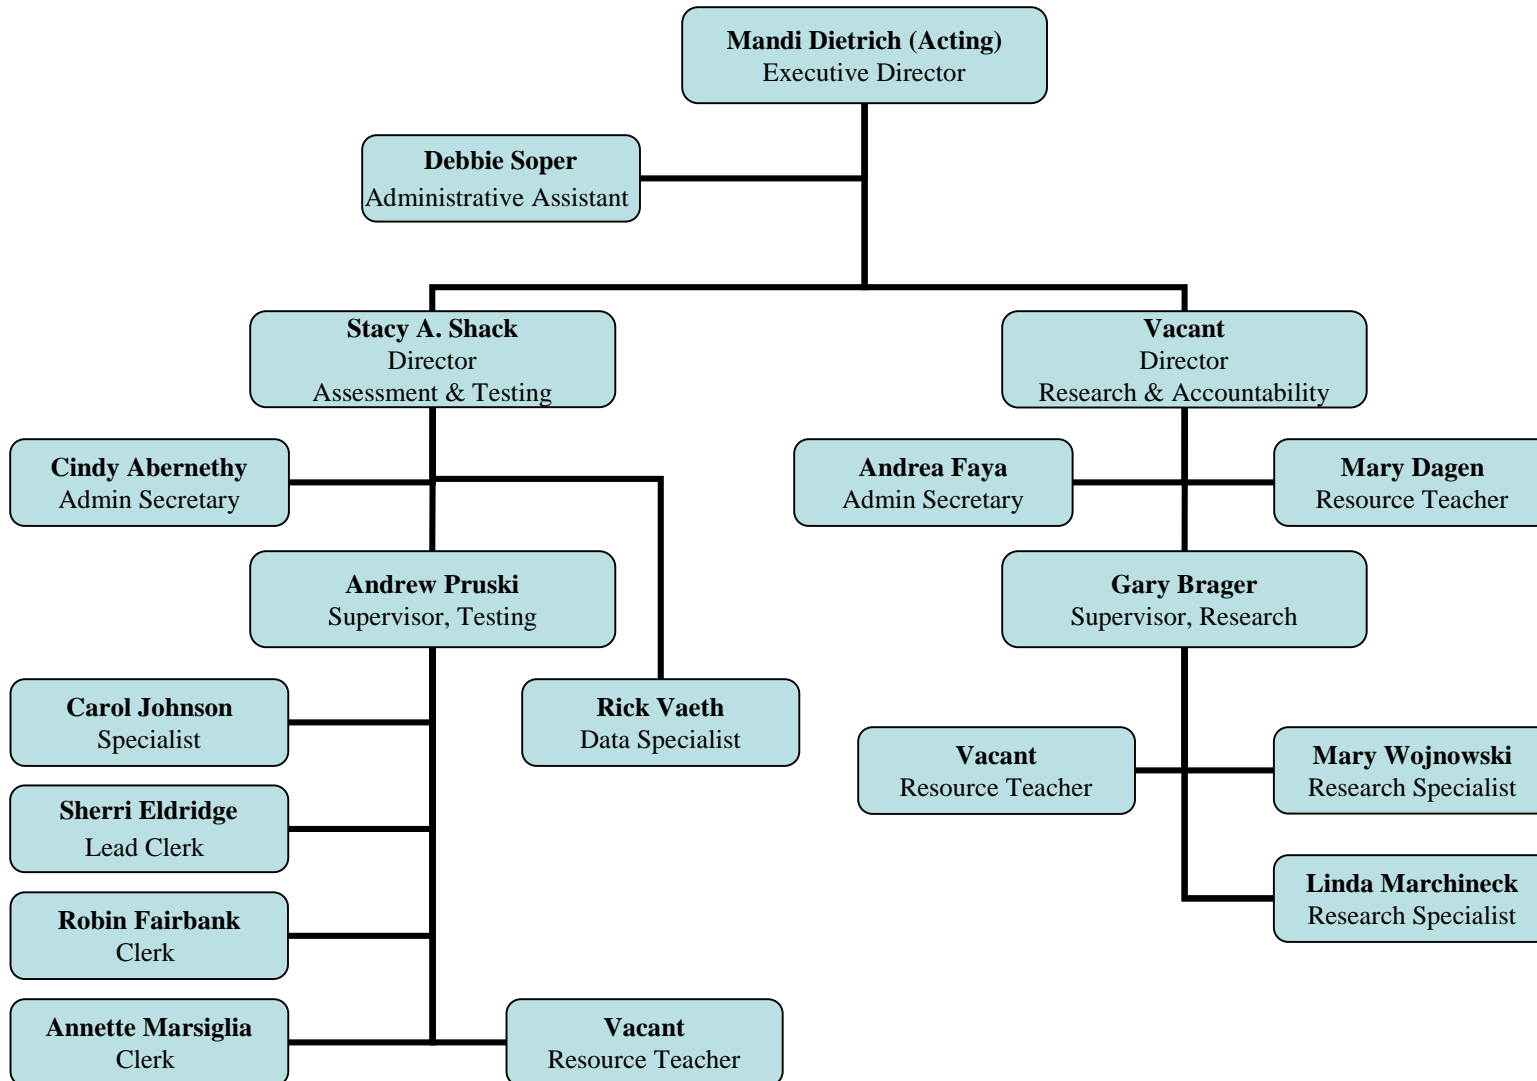 Mandi Dietrich (Acting)
Executive Director
Debbie Soper
Administrative Assistant
Stacy A. Shack
Director
Assessment & Testing
Vacant
Director
Research & Accountability
Cindy Abernethy
Admin Secretary
Andrea Faya
Admin Secretary
Mary Dagen
Resource Teacher
Andrew Pruski
Supervisor, Testing
Gary Brager
Supervisor, Research
Carol Johnson
Specialist
Rick Vaeth
Data Specialist
Vacant
Resource Teacher
Mary Wojnowski
Research Specialist
Sherri Eldridge
Lead Clerk
Linda Marchineck
Research Specialist
Robin Fairbank
Clerk
Annette Marsiglia
Clerk
Vacant
Resource Teacher